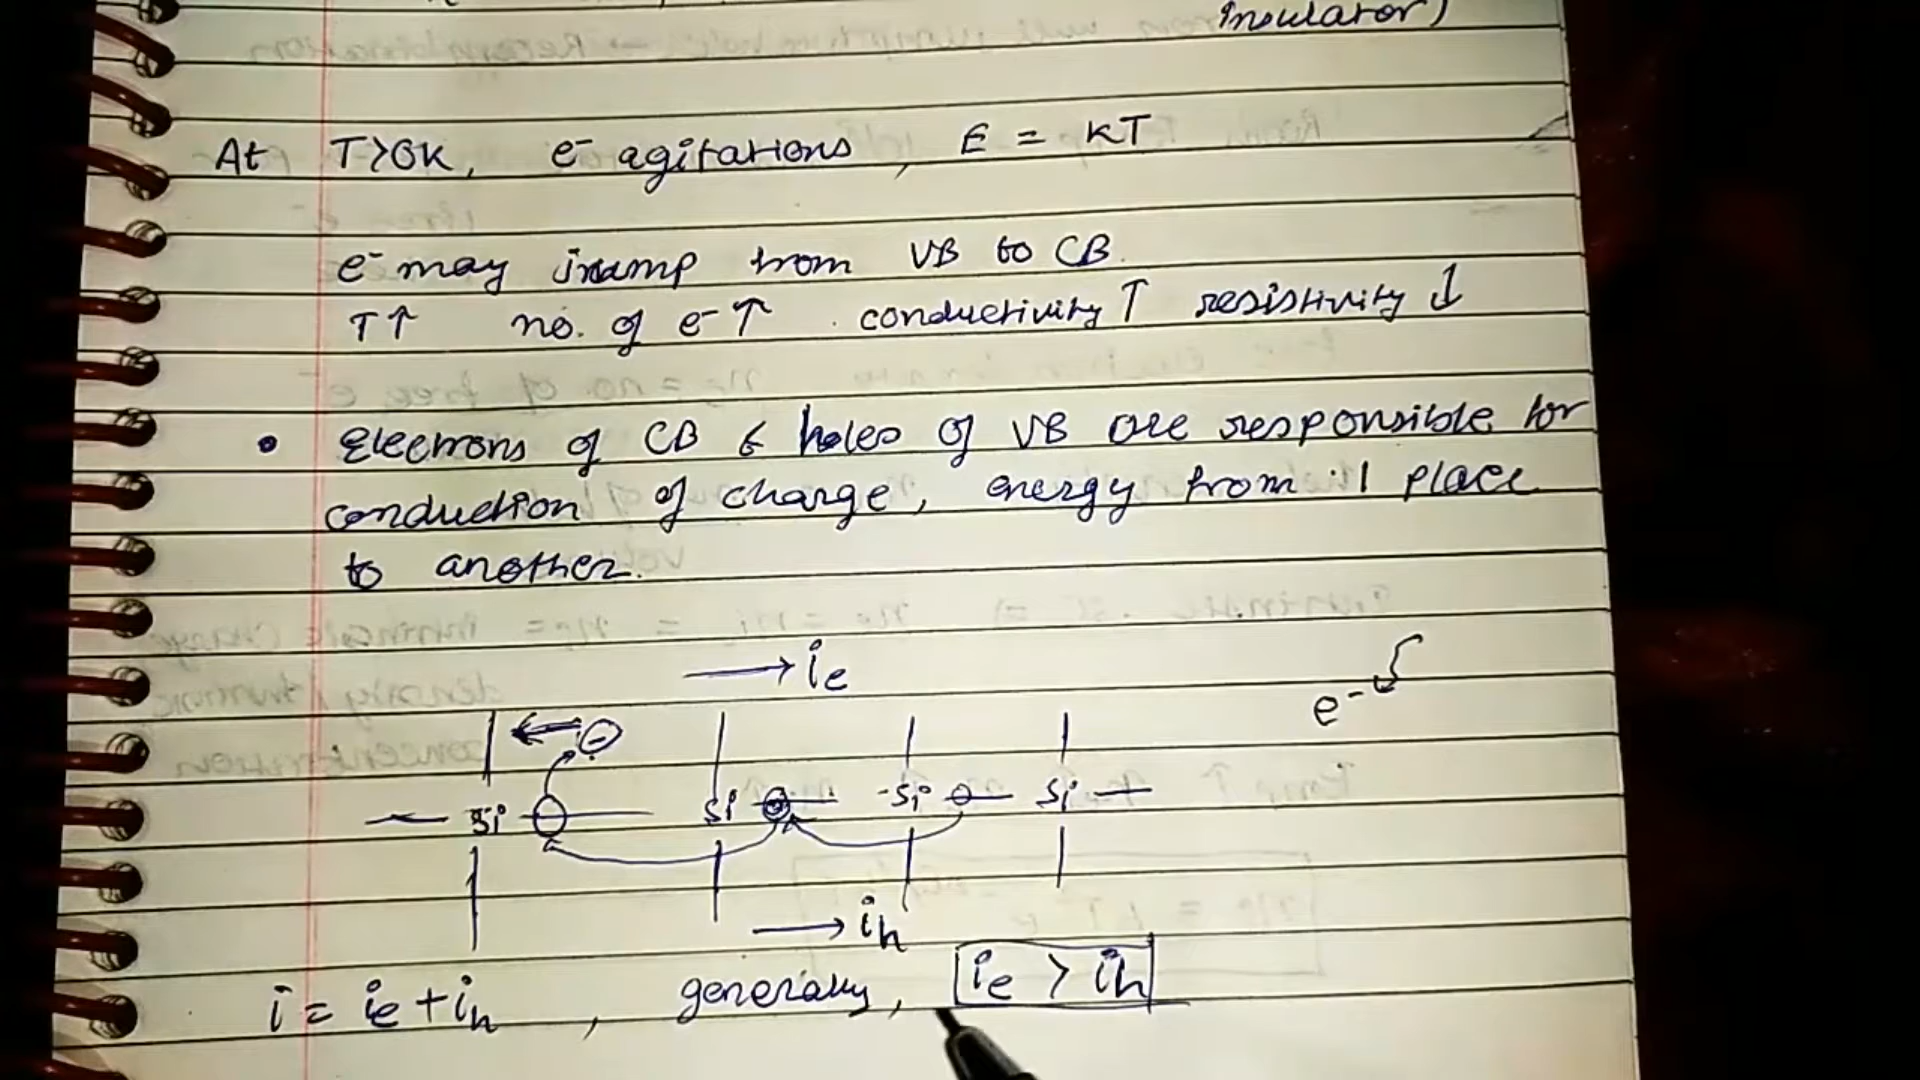 Insulator)
At T>0K, e⁻ agitations, E = KT
e⁻ may jump from VB to CB.
T↑ no. of e⁻↑ conductivity↑ resistivity↓
• Electrons of CB & holes of VB are responsible for
conduction of charge, energy from 1 place
to another.
→ ie
e⁻
Si Si Si Si
→ ih
i = ie + ih, generally, ie > ih